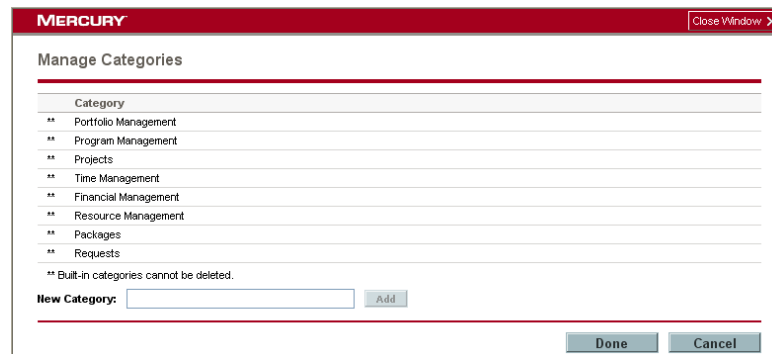 MERCURY
Close Window X
Manage Categories
Category
** Portfolio Management
** Program Management
** Projects
** Time Management
** Financial Management
** Resource Management
** Packages
** Requests
** Built-in categories cannot be deleted.
New Category: Add
Done Cancel